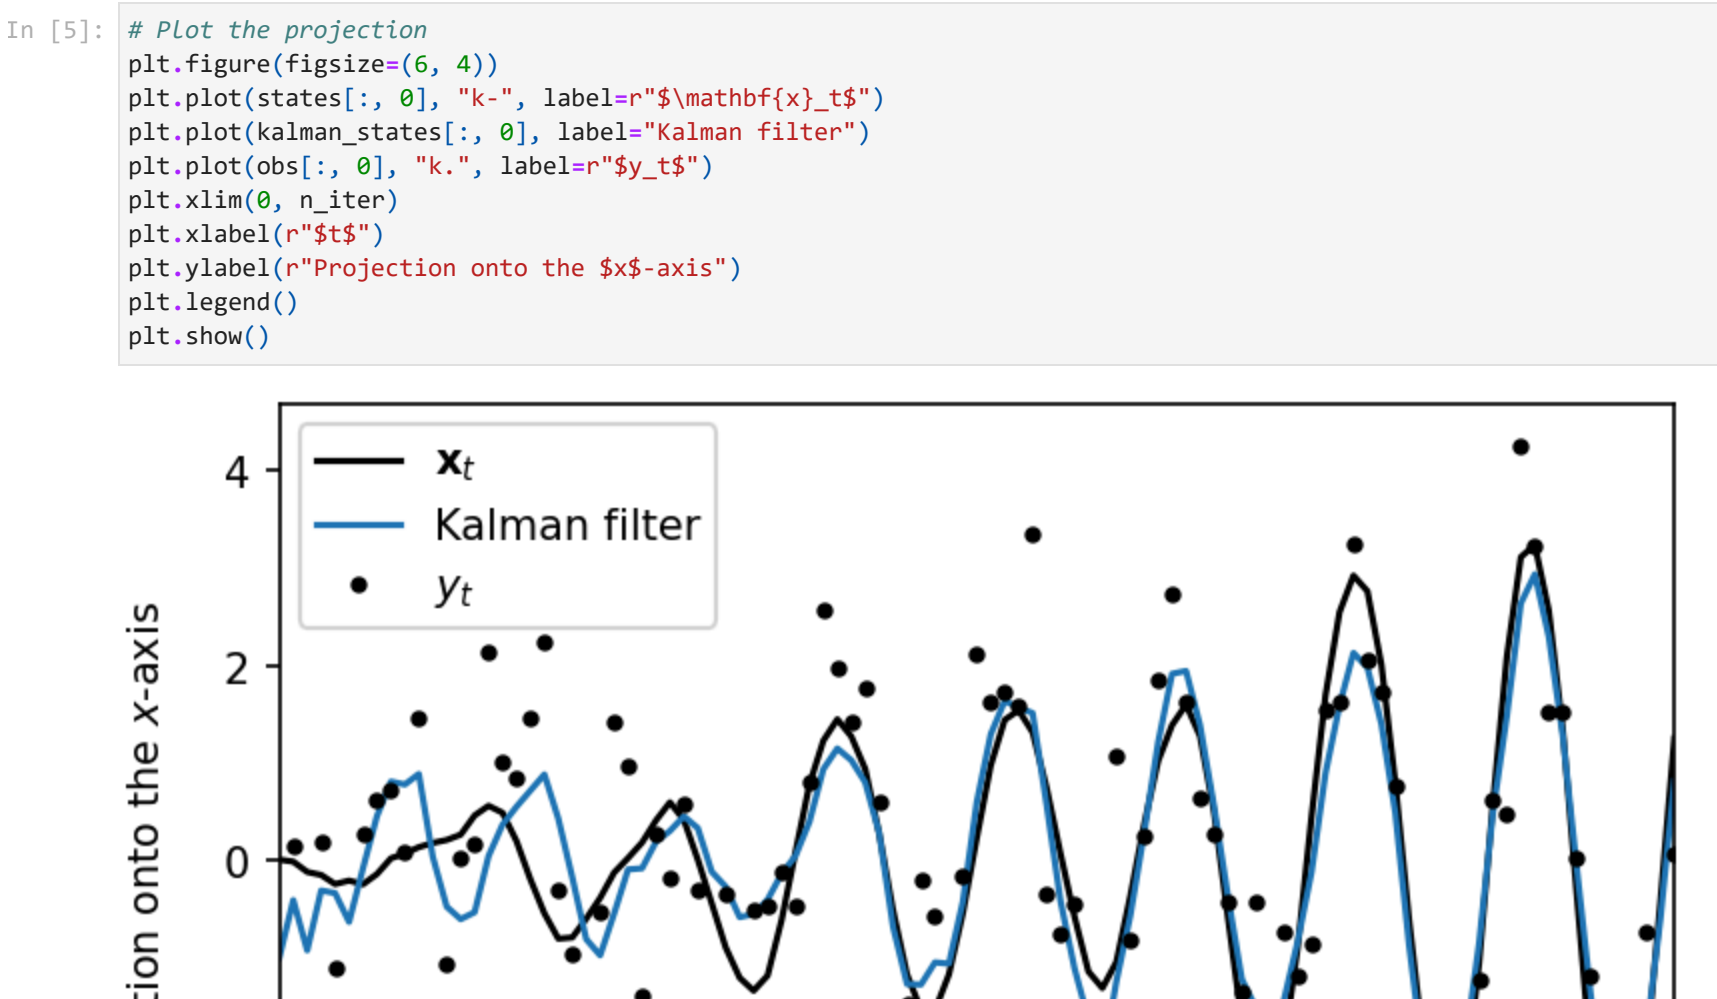 In [5]:
# Plot the projection
plt.figure(figsize=(6, 4))
plt.plot(states[:, 0], "k-", label=r"$\mathbf{x}_t$")
plt.plot(kalman_states[:, 0], label="Kalman filter")
plt.plot(obs[:, 0], "k.", label=r"$y_t$")
plt.xlim(0, n_iter)
plt.xlabel(r"$t$")
plt.ylabel(r"Projection onto the $x$-axis")
plt.legend()
plt.show()
x_t
Kalman filter
y_t
4
2
0
tion onto the x-axis